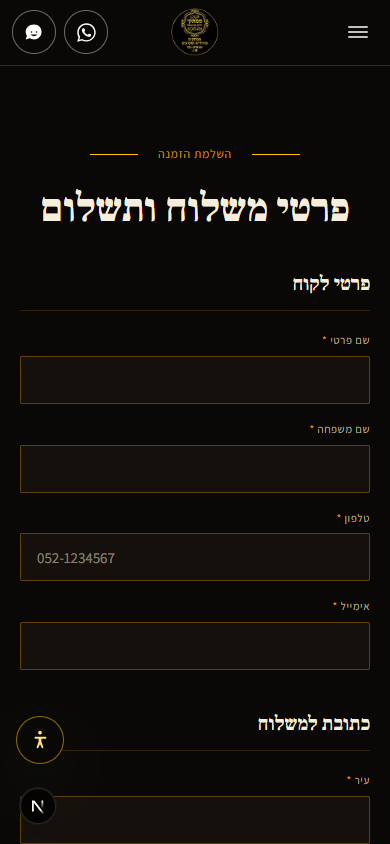 השלמת הזמנה
פרטי משלוח ותשלום
פרטי לקוח
שם פרטי *
שם משפחה *
טלפון *
052-1234567
אימייל *
כתובת למשלוח
עיר *
N